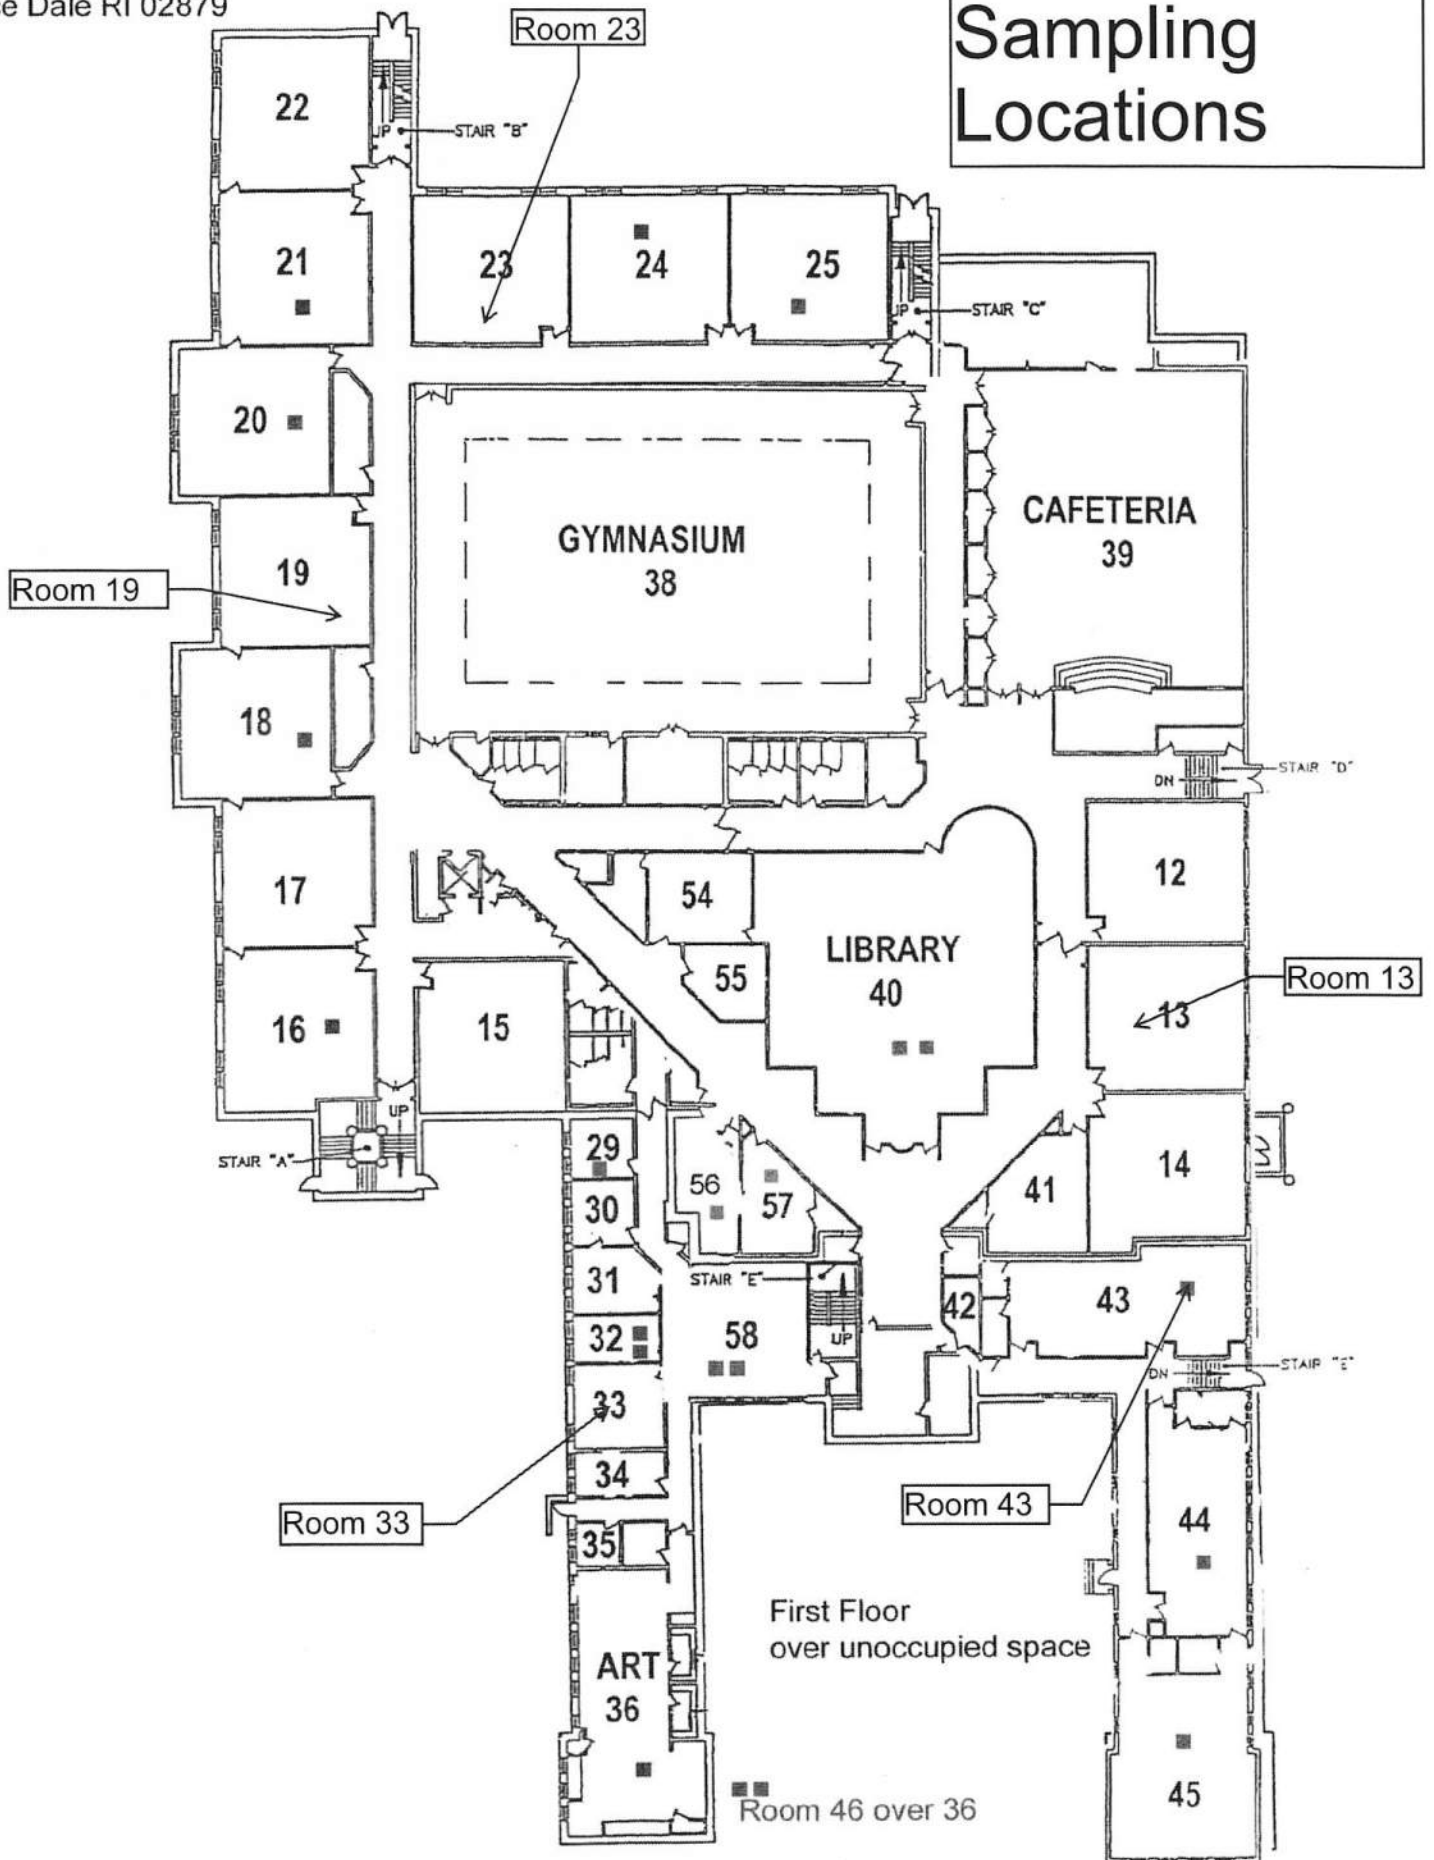 ce Dale RI 02879
Room 23
Sampling
Locations
22
UP
STAIR "B"
21
23
24
25
UP
STAIR "C"
20
GYMNASIUM
38
CAFETERIA
39
19
Room 19
18
STAIR "D"
DN
17
54
12
LIBRARY
40
55
Room 13
13
16
15
UP
STAIR "A"
29
56
57
41
14
30
31
STAIR "E"
42
43
32
58
UP
STAIR "E"
DN
33
34
Room 33
Room 43
44
35
First Floor
over unoccupied space
ART
36
45
Room 46 over 36